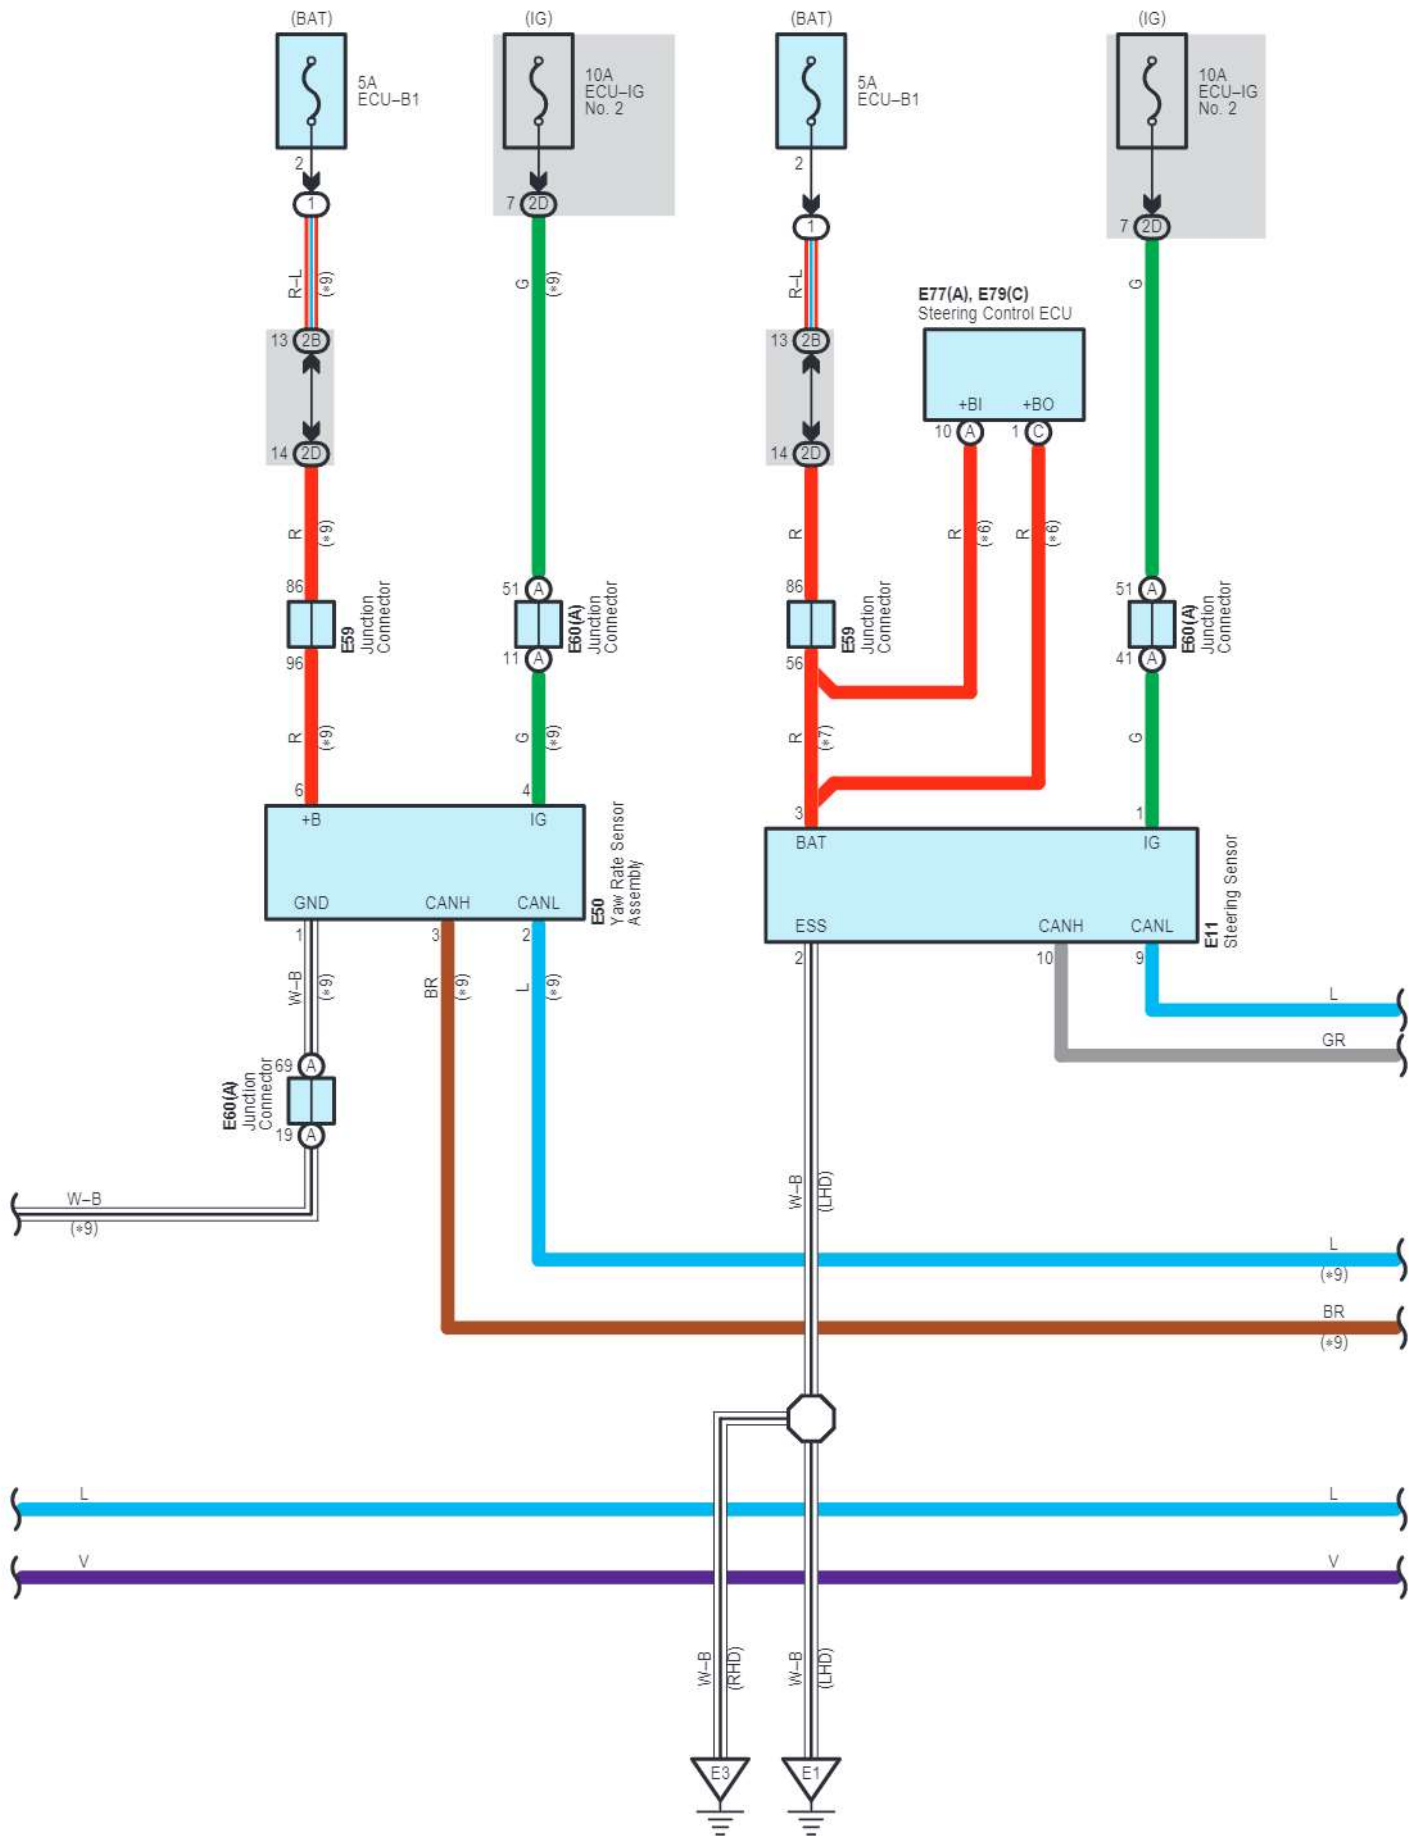 (BAT)
(IG)
(BAT)
(IG)
5A
ECU–B1
10A
ECU–IG
No. 2
5A
ECU–B1
10A
ECU–IG
No. 2
2
1
7
2D
2
1
7
2D
R–L
(*9)
G
(*9)
R–L
G
E77(A), E79(C)
Steering Control ECU
13
2B
13
2B
+BI
+BO
10
A
1
C
14
2D
14
2D
R
(*9)
R
R
(*6)
R
(*6)
86
51
A
86
51
A
E59
Junction
Connector
E60(A)
Junction
Connector
E59
Junction
Connector
E60(A)
Junction
Connector
96
11
A
56
41
A
R
(*9)
G
(*9)
R
(*7)
G
6
4
3
1
+B
IG
BAT
IG
E50
Yaw Rate Sensor
Assembly
E11
Steering Sensor
GND
CANH
CANL
ESS
CANH
CANL
1
3
2
2
10
9
W–B
(*9)
BR
(*9)
L
(*9)
L
GR
69
A
E60(A)
Junction
Connector
19
A
W–B
(*9)
W–B
(LHD)
L
(*9)
BR
(*9)
L
L
V
V
W–B
(RHD)
W–B
(LHD)
E3
E1